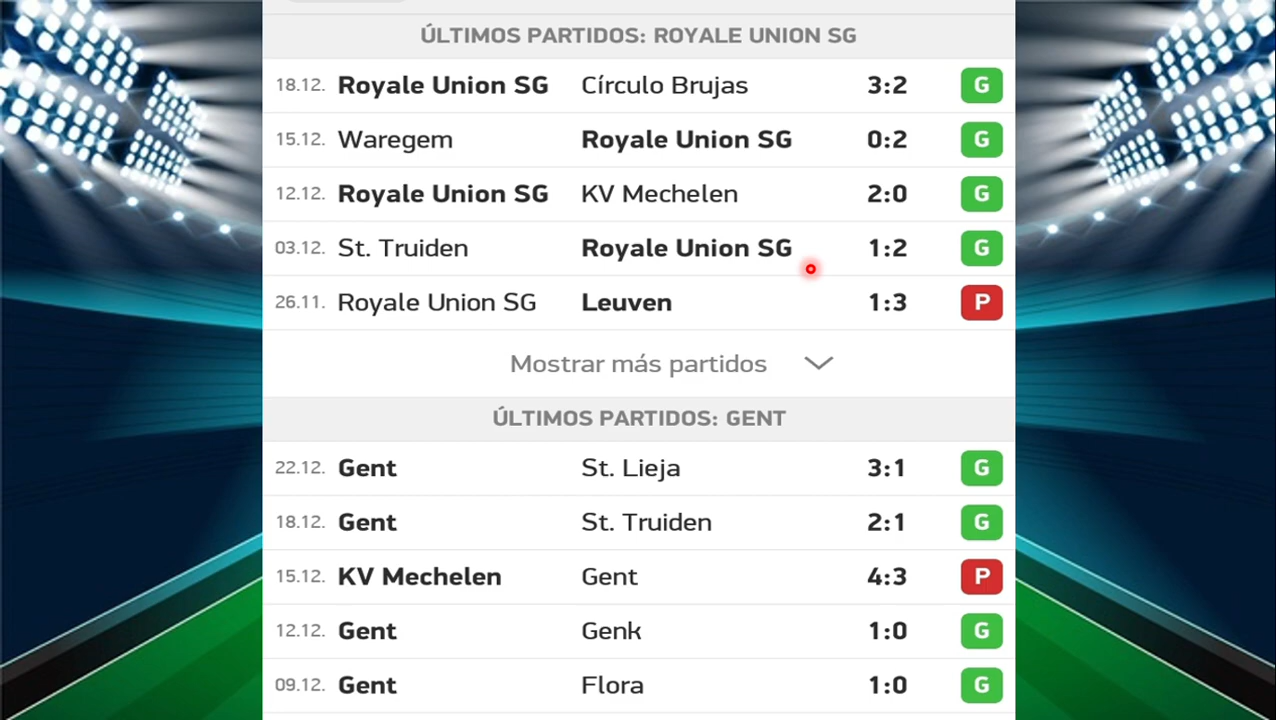 ÚLTIMOS PARTIDOS: ROYALE UNION SG
18.12. Royale Union SG Círculo Brujas 3:2 G
15.12. Waregem Royale Union SG 0:2 G
12.12. Royale Union SG KV Mechelen 2:0 G
03.12. St. Truiden Royale Union SG 1:2 G
26.11. Royale Union SG Leuven 1:3 P
Mostrar más partidos
ÚLTIMOS PARTIDOS: GENT
22.12. Gent St. Lieja 3:1 G
18.12. Gent St. Truiden 2:1 G
15.12. KV Mechelen Gent 4:3 P
12.12. Gent Genk 1:0 G
09.12. Gent Flora 1:0 G